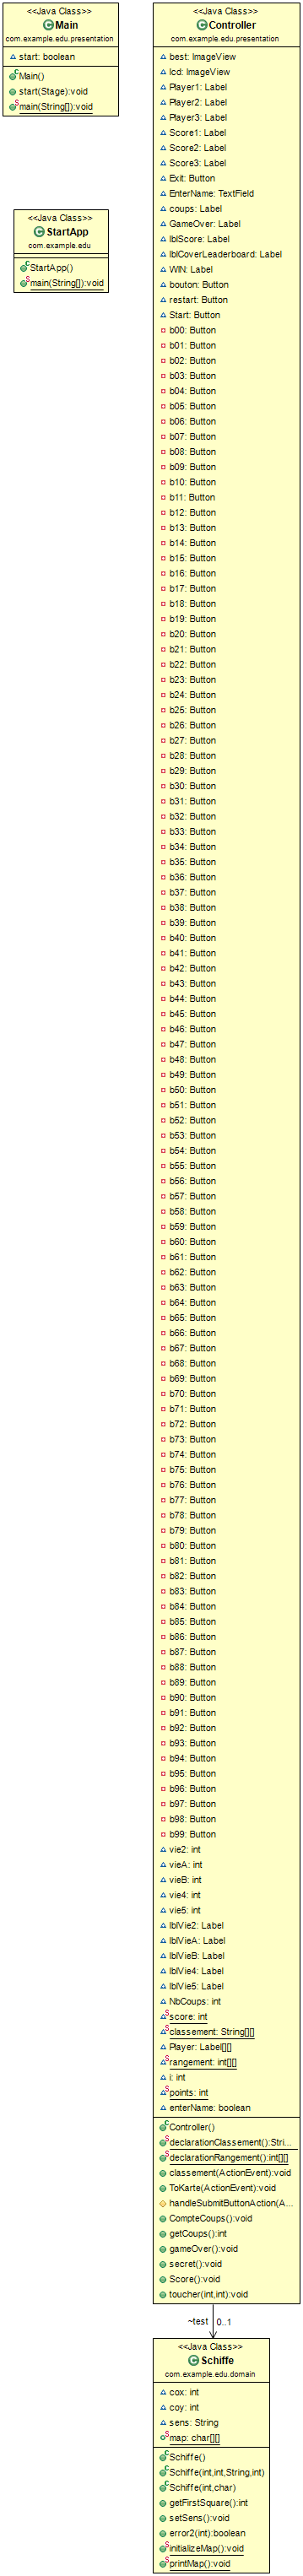 <<Java Class>>
Main
com.example.edu.presentation
start: boolean
Main()
start(Stage):void
main(String[]):void
<<Java Class>>
StartApp
com.example.edu
StartApp()
main(String[]):void
<<Java Class>>
Controller
com.example.edu.presentation
best: ImageView
lcd: ImageView
Player1: Label
Player2: Label
Player3: Label
Score1: Label
Score2: Label
Score3: Label
Exit: Button
EnterName: TextField
coups: Label
GameOver: Label
lblScore: Label
lblCoverLeaderboard: Label
WIN: Label
bouton: Button
restart: Button
Start: Button
b00: Button
b01: Button
b02: Button
b03: Button
b04: Button
b05: Button
b06: Button
b07: Button
b08: Button
b09: Button
b10: Button
b11: Button
b12: Button
b13: Button
b14: Button
b15: Button
b16: Button
b17: Button
b18: Button
b19: Button
b20: Button
b21: Button
b22: Button
b23: Button
b24: Button
b25: Button
b26: Button
b27: Button
b28: Button
b29: Button
b30: Button
b31: Button
b32: Button
b33: Button
b34: Button
b35: Button
b36: Button
b37: Button
b38: Button
b39: Button
b40: Button
b41: Button
b42: Button
b43: Button
b44: Button
b45: Button
b46: Button
b47: Button
b48: Button
b49: Button
b50: Button
b51: Button
b52: Button
b53: Button
b54: Button
b55: Button
b56: Button
b57: Button
b58: Button
b59: Button
b60: Button
b61: Button
b62: Button
b63: Button
b64: Button
b65: Button
b66: Button
b67: Button
b68: Button
b69: Button
b70: Button
b71: Button
b72: Button
b73: Button
b74: Button
b75: Button
b76: Button
b77: Button
b78: Button
b79: Button
b80: Button
b81: Button
b82: Button
b83: Button
b84: Button
b85: Button
b86: Button
b87: Button
b88: Button
b89: Button
b90: Button
b91: Button
b92: Button
b93: Button
b94: Button
b95: Button
b96: Button
b97: Button
b98: Button
b99: Button
vie2: int
vieA: int
vieB: int
vie4: int
vie5: int
lblVie2: Label
lblVieA: Label
lblVieB: Label
lblVie4: Label
lblVie5: Label
NbCoups: int
score: int
classement: String[][]
Player: Label[][]
rangement: int[][]
i: int
points: int
enterName: boolean
Controller()
declarationClassement():Stri...
declarationRangement():int[][]
classement(ActionEvent):void
ToKarte(ActionEvent):void
handleSubmitButtonAction(A...
CompteCoups():void
getCoups():int
gameOver():void
secret():void
Score():void
toucher(int,int):void
~test 0..1
<<Java Class>>
Schiffe
com.example.edu.domain
cox: int
coy: int
sens: String
map: char[][]
Schiffe()
Schiffe(int,int,String,int)
Schiffe(int,char)
getFirstSquare():int
setSens():void
error2(int):boolean
initializeMap():void
printMap():void